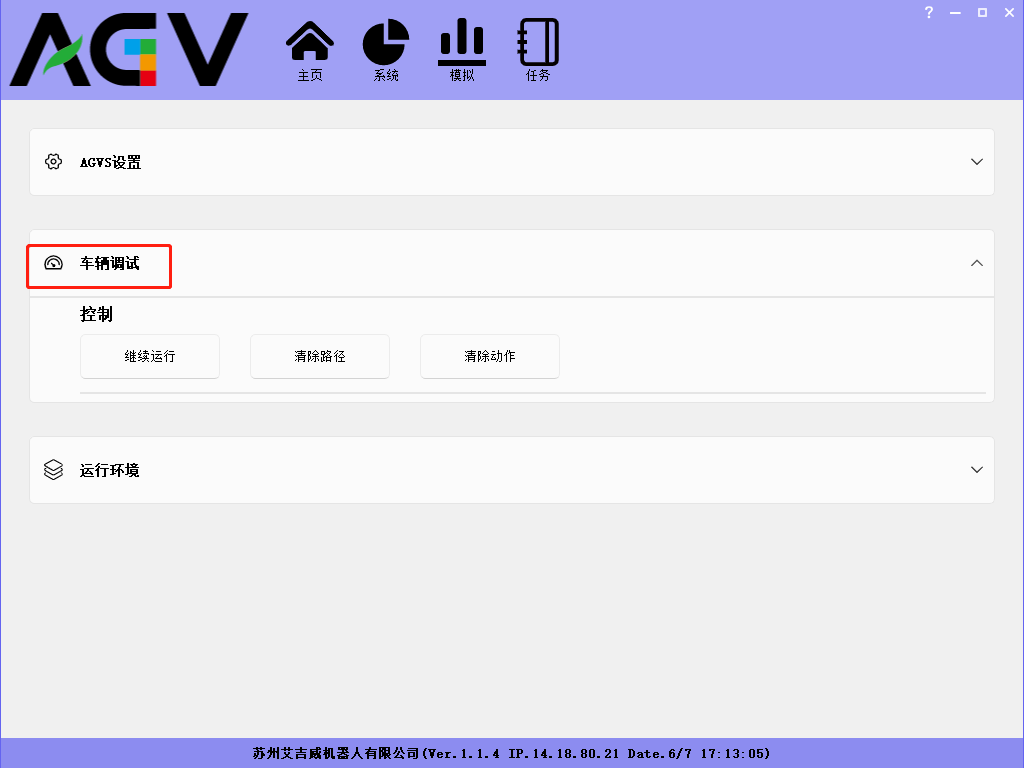 AGV
?
主页 系统 模拟 任务
AGVS设置
车辆调试
控制
继续运行 清除路径 清除动作
运行环境
苏州艾吉威机器人有限公司(Ver.1.1.4 IP.14.18.80.21 Date.6/7 17:13:05)